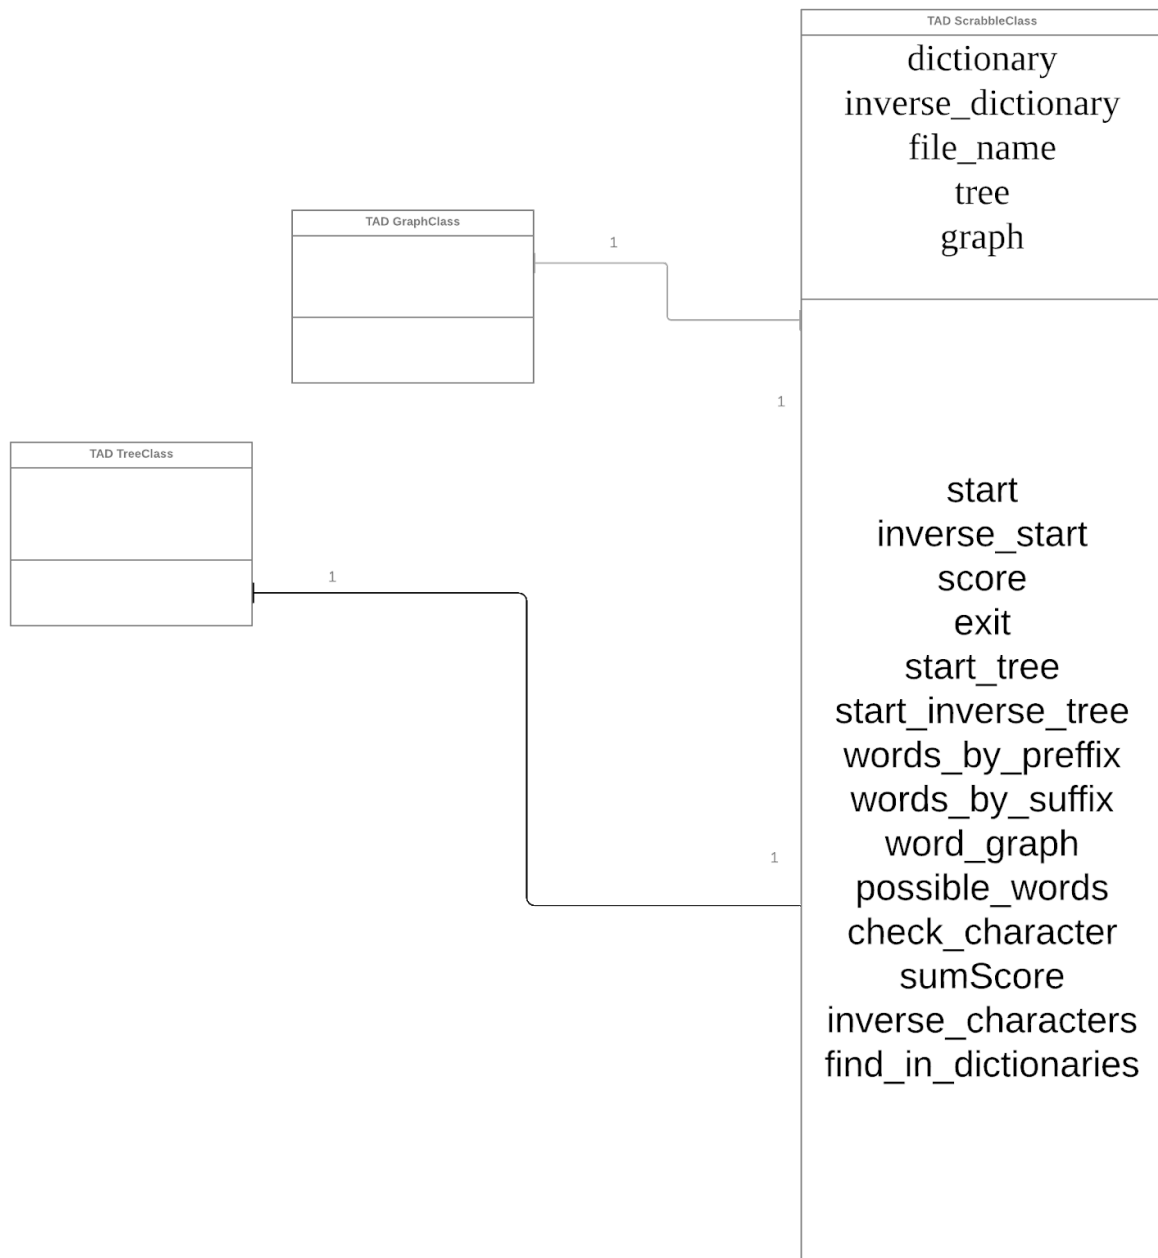 TAD ScrabbleClass
dictionary
inverse_dictionary
file_name
tree
graph
TAD GraphClass
1
1
TAD TreeClass
1
1
start
inverse_start
score
exit
start_tree
start_inverse_tree
words_by_preffix
words_by_suffix
word_graph
possible_words
check_character
sumScore
inverse_characters
find_in_dictionaries